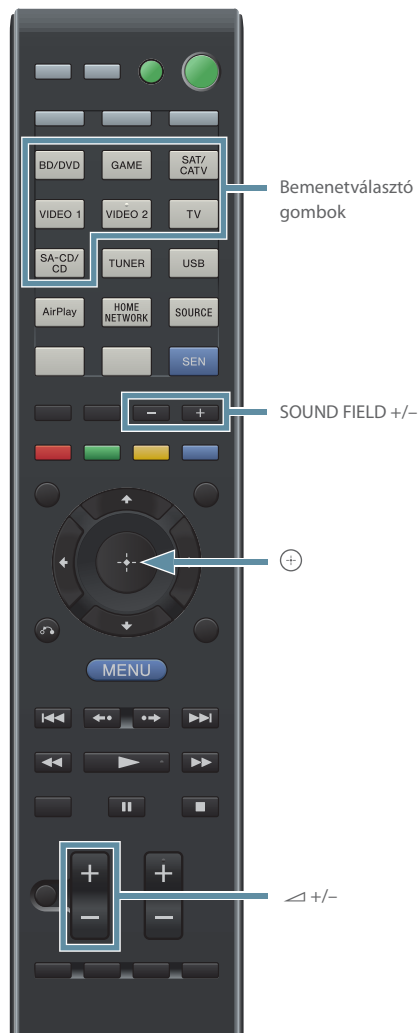 BD/DVD
GAME
SAT/
CATV
VIDEO 1
VIDEO 2
TV
SA-CD/
CD
TUNER
USB
AirPlay
HOME
NETWORK
SOURCE
SEN
Bemenetválasztó
gombok
– +
SOUND FIELD +/–
MENU
+ +
– –
+/–